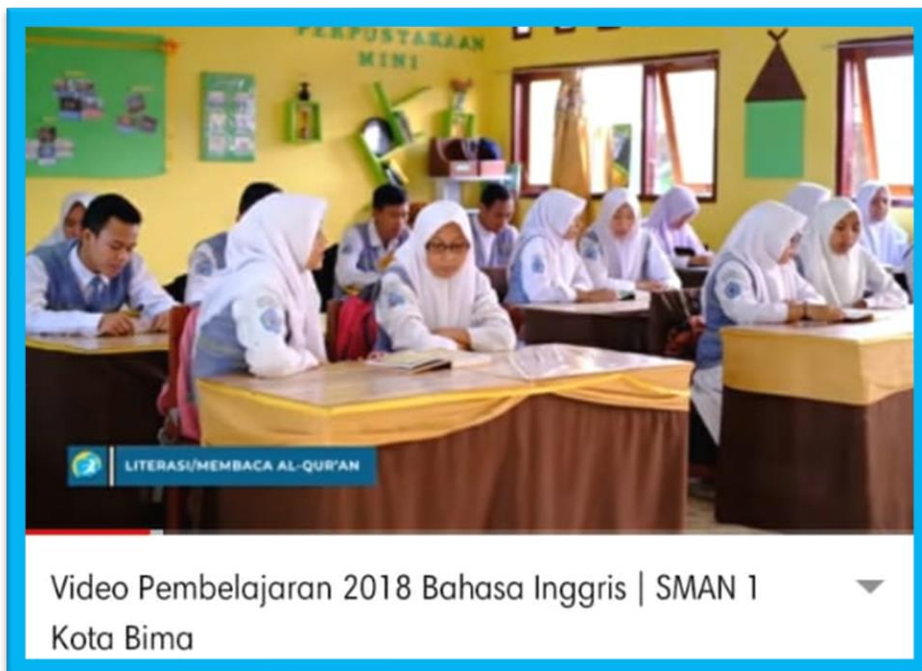 PERPUSTAKAAN
MINI
LITERASI/MEMBACA AL-QUR'AN
Video Pembelajaran 2018 Bahasa Inggris | SMAN 1
Kota Bima